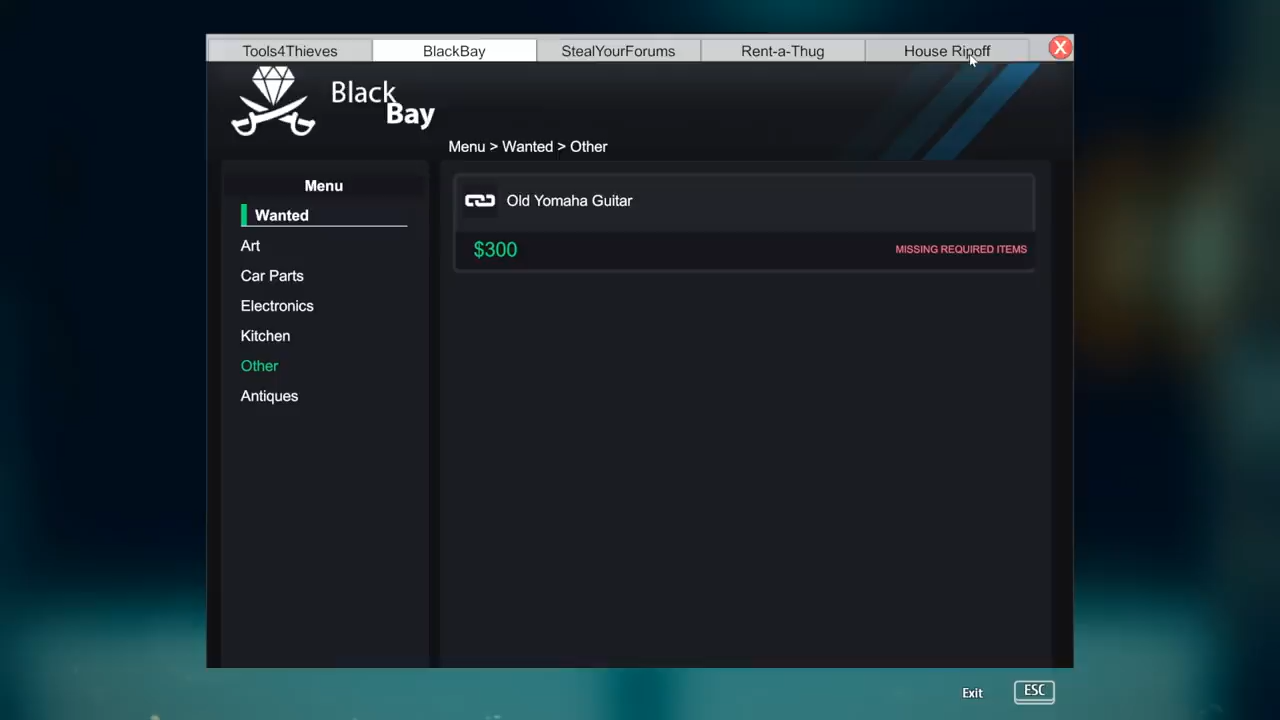 Tools4Thieves
BlackBay
StealYourForums
Rent-a-Thug
House Ripoff
X
Black
Bay
Menu > Wanted > Other
Menu
Wanted
Art
Car Parts
Electronics
Kitchen
Other
Antiques
Old Yomaha Guitar
$300
MISSING REQUIRED ITEMS
Exit
ESC